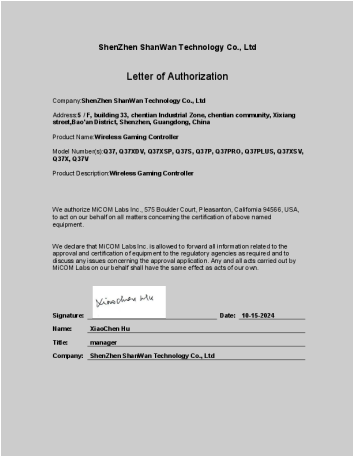 ShenZhen ShanWan Technology Co., Ltd
Letter of Authorization
Company:ShenZhen ShanWan Technology Co., Ltd
Address:5 / F, building 33, chentian Industrial Zone, chentian community, Xixiang
street,Bao'an District, Shenzhen, Guangdong, China
Product Name:Wireless Gaming Controller
Model Number(s):Q37, Q37XDV, Q37XSP, Q37S, Q37P, Q37PRO, Q37PLUS, Q37XSV,
Q37X, Q37V
Product Description:Wireless Gaming Controller
We authorize MiCOM Labs Inc., 575 Boulder Court, Pleasanton, California 94566, USA,
to act on our behalf on all matters concerning the certification of above named
equipment.
We declare that MiCOM Labs Inc. is allowed to forward all information related to the
approval and certification of equipment to the regulatory agencies as required and to
discuss any issues concerning the approval application. Any and all acts carried out by
MiCOM Labs on our behalf shall have the same effect as acts of our own.
XiaoChen Hu
Signature: Date: 10-15-2024
Name: XiaoChen Hu
Title: manager
Company: ShenZhen ShanWan Technology Co., Ltd